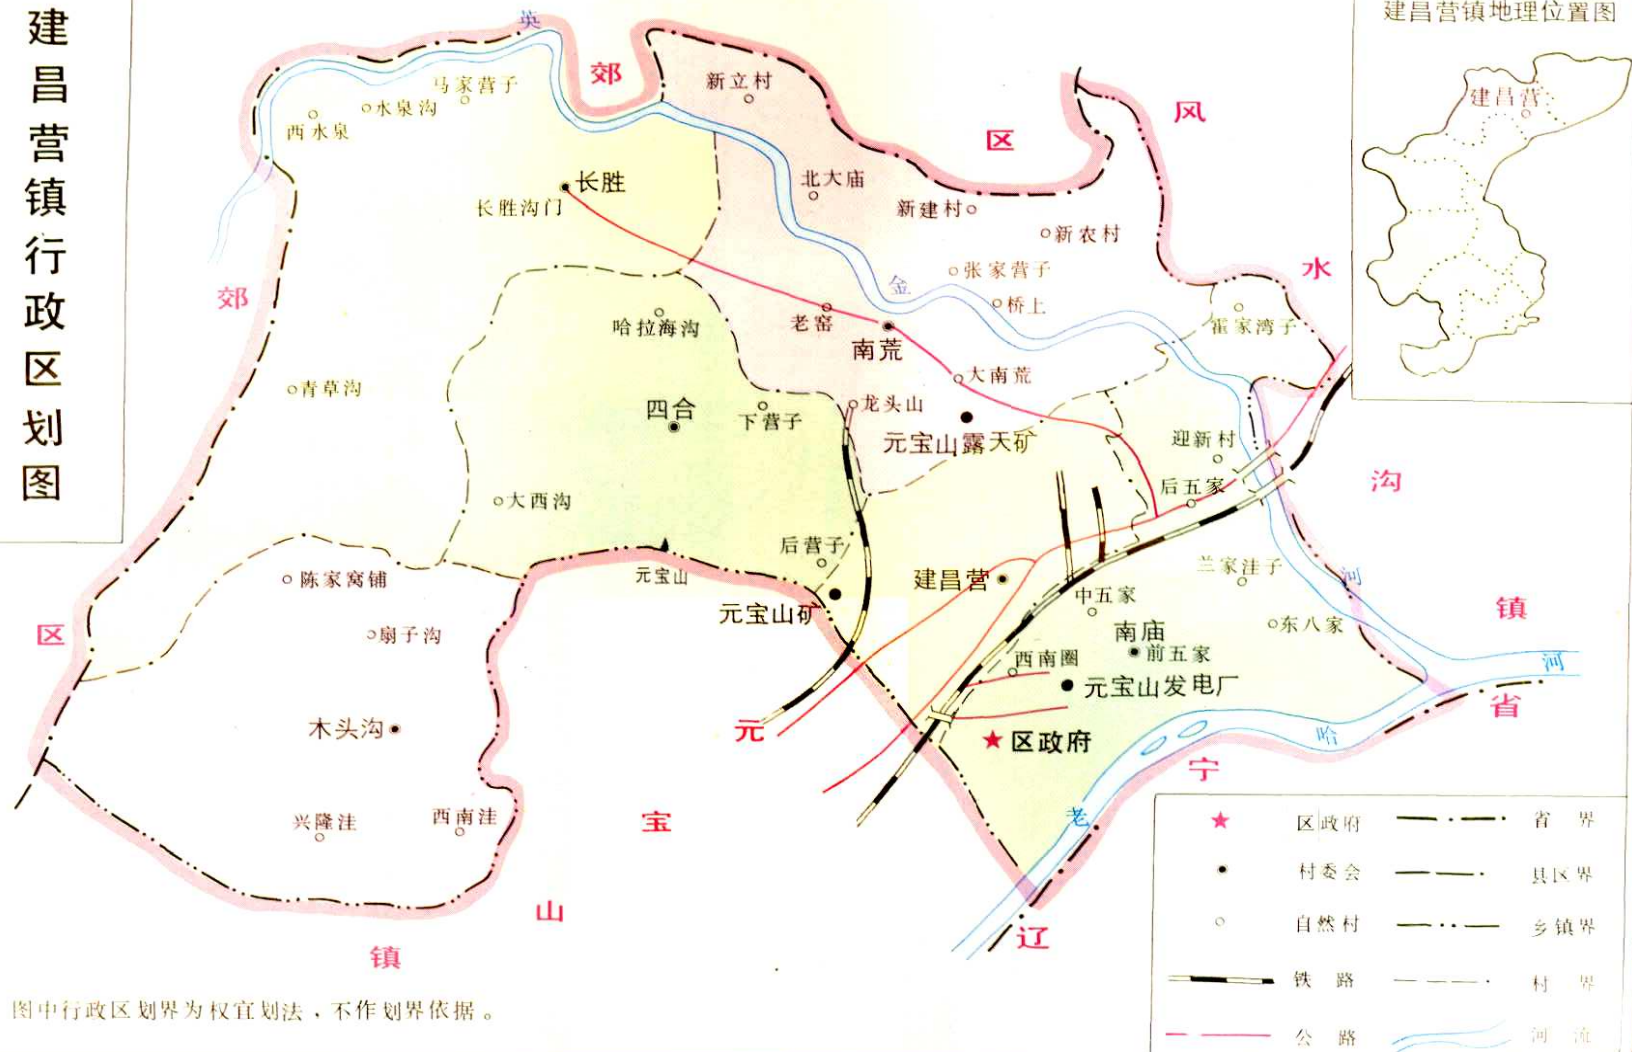 建昌营镇行政区划图
建昌营镇地理位置图
建昌营
英
郊
区
风
水
沟
镇
郊
区
新立村
马家营子
水泉沟
西水泉
长胜
长胜沟门
北大庙
新建村
新农村
张家营子
桥上
金
霍家湾子
哈拉海沟
老窑
南荒
大南荒
青草沟
四合
下营子
龙头山
元宝山露天矿
迎新村
后五家
大西沟
后营子
元宝山
元宝山矿
建昌营
兰家洼子
河
中五家
东八家
南庙
前五家
西南圈
元宝山发电厂
区政府
陈家窝铺
扇子沟
木头沟
兴隆洼
西南洼
元
宝
山
镇
河
哈
老
省
宁
辽
区政府
省 界
村委会
县区界
自然村
乡镇界
铁 路
村 界
公 路
河 流
图中行政区划界为权宜划法，不作划界依据。